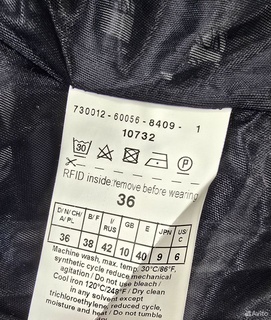 730012-60056-8409- 1
10732
30 P
RFID inside:remove before wearing
36
D/N/CH/A/PL B/F I/RUS GB E JPN US/C
36 38 42 10 40 9 6
Machine wash, max. temp. 30°C/86°F,
synthetic cycle reduce mechanical
agitation / Do not bleach /
Cool iron 120°C/248°F / Dry clean
in any solvent except
trichloroethylene, reduced
moisture and heat / Do not tumble
Avito